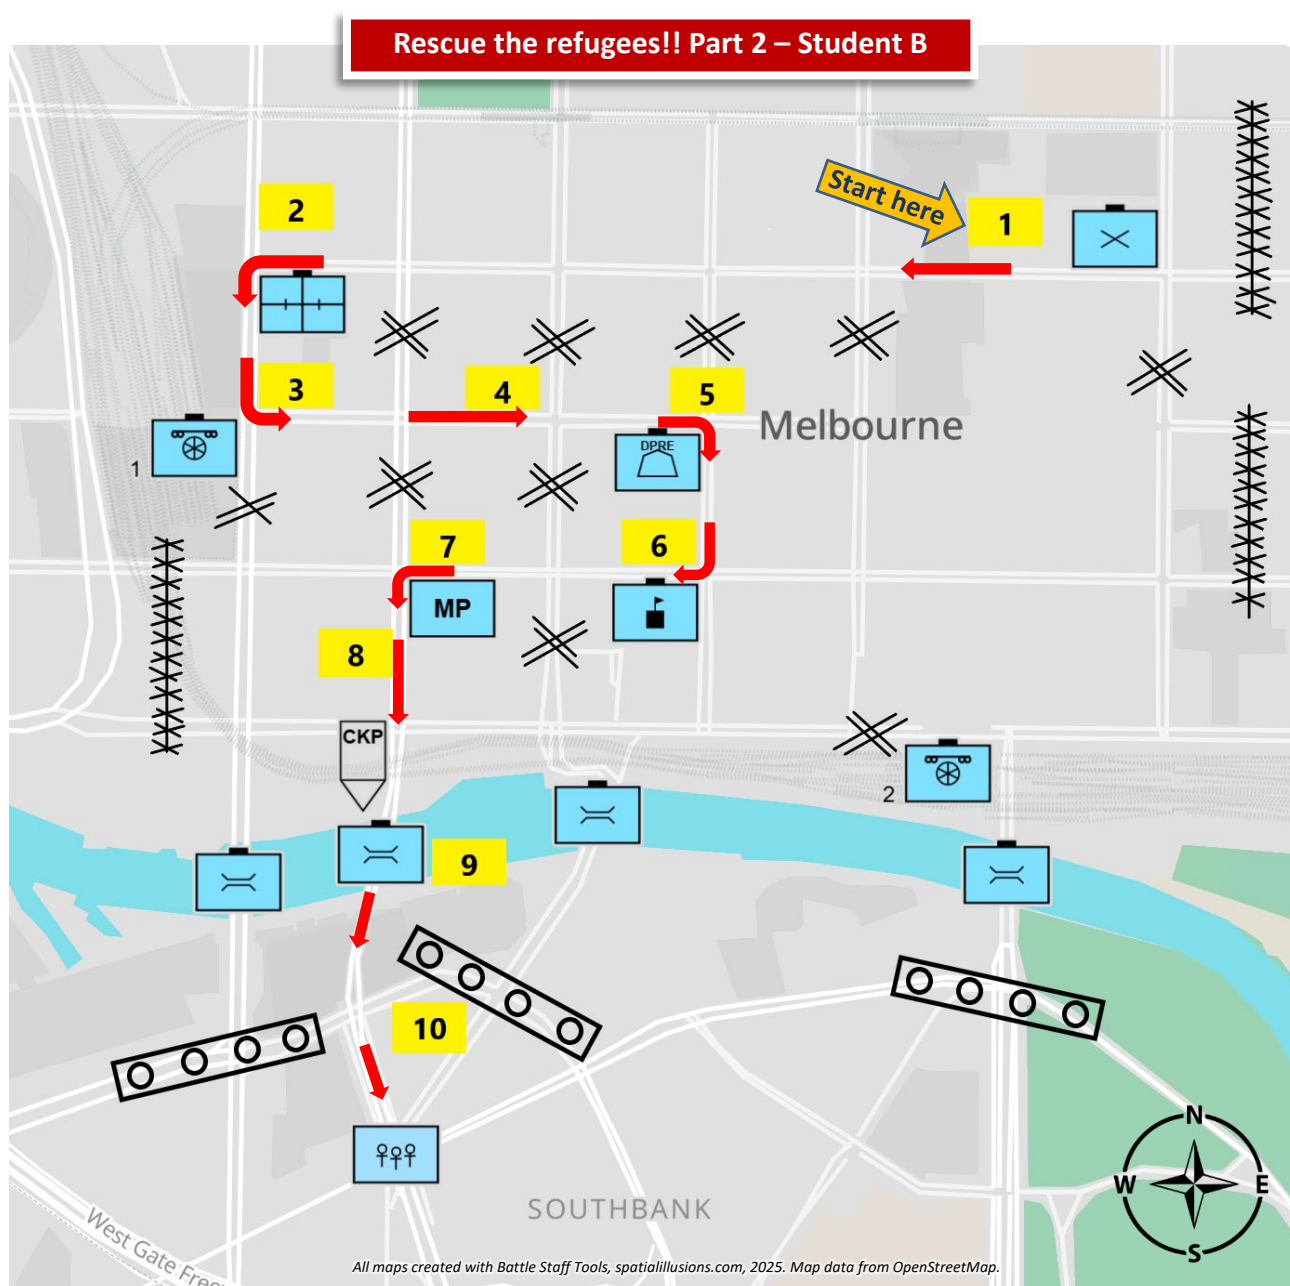 Rescue the refugees!! Part 2 – Student B
Start here
1
2
3
4
5
Melbourne
DPRE
1
6
7
MP
8
CKP
2
9
10
N
W
E
S
SOUTHBANK
West Gate Free
All maps created with Battle Staff Tools, spatialillusions.com, 2025. Map data from OpenStreetMap.